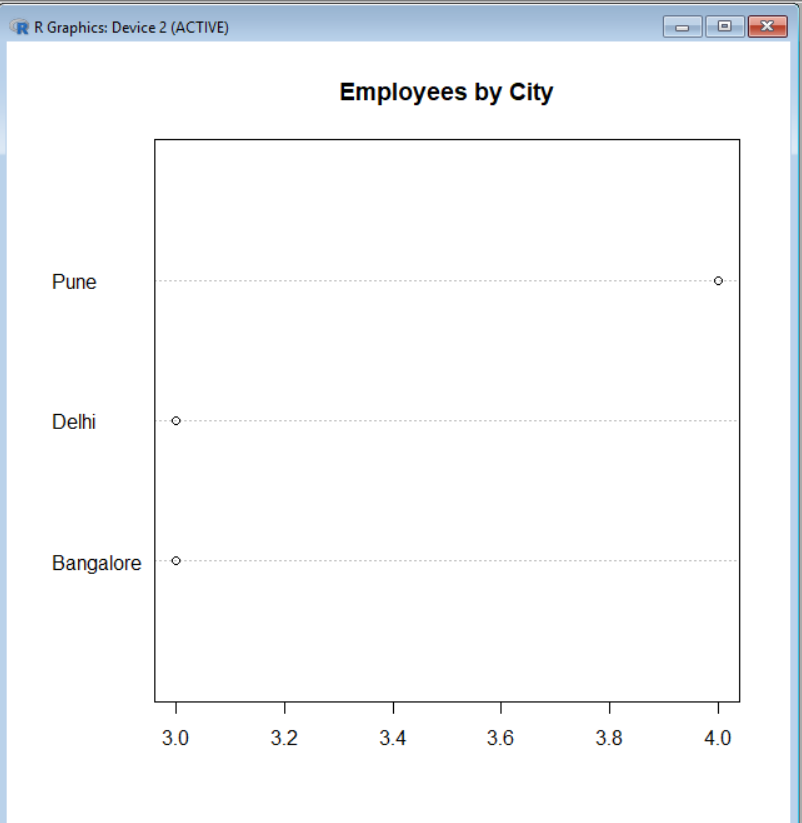 R Graphics: Device 2 (ACTIVE)
Employees by City
Pune
Delhi
Bangalore
3.0 3.2 3.4 3.6 3.8 4.0